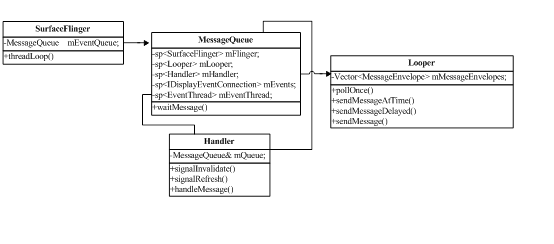 SurfaceFlinger
-MessageQueue mEventQueue;
+threadLoop()
MessageQueue
-sp<SurfaceFlinger> mFlinger;
-sp<Looper> mLooper;
-sp<Handler> mHandler;
-sp<IDisplayEventConnection> mEvents;
-sp<EventThread> mEventThread;
+waitMessage()
Looper
-Vector<MessageEnvelope> mMessageEnvelopes;
+pollOnce()
+sendMessageAtTime()
+sendMessageDelayed()
+sendMessage()
Handler
-MessageQueue& mQueue;
+signalInvalidate()
+signalRefresh()
+handleMessage()